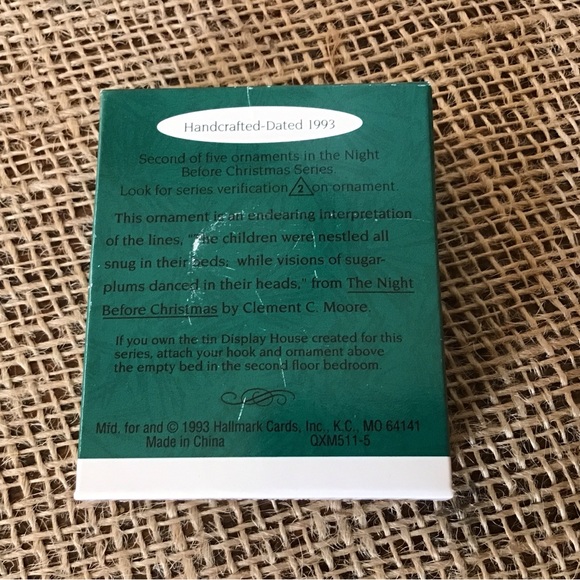 Handcrafted-Dated 1993
Second of five ornaments in the Night
Before Christmas Series.
Look for series verification 2 on ornament.
This ornament is an endearing interpretation
of the lines, "The children were nestled all
snug in their beds: while visions of sugar-
plums danced in their heads," from The Night
Before Christmas by Clement C. Moore.
If you own the tin Display House created for this
series, attach your hook and ornament above
the empty bed in the second floor bedroom.
Mfd. for and © 1993 Hallmark Cards, Inc., K.C., MO 64141
Made in China QXM511-5